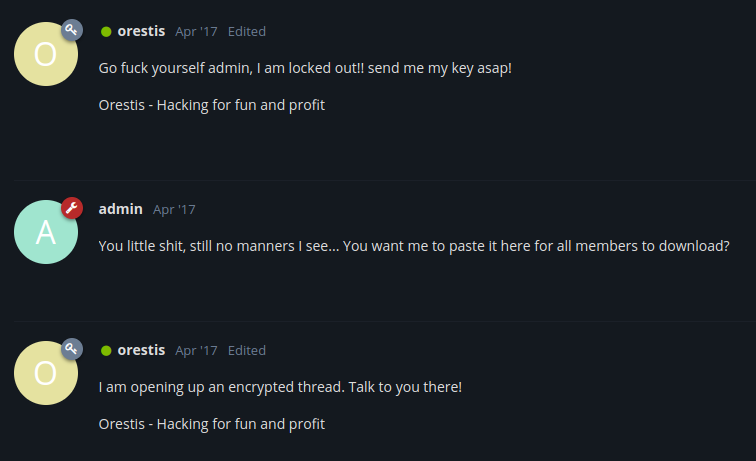 O
orestis Apr '17 Edited
Go fuck yourself admin, I am locked out!! send me my key asap!
Orestis - Hacking for fun and profit
A
admin Apr '17
You little shit, still no manners I see... You want me to paste it here for all members to download?
O
orestis Apr '17 Edited
I am opening up an encrypted thread. Talk to you there!
Orestis - Hacking for fun and profit